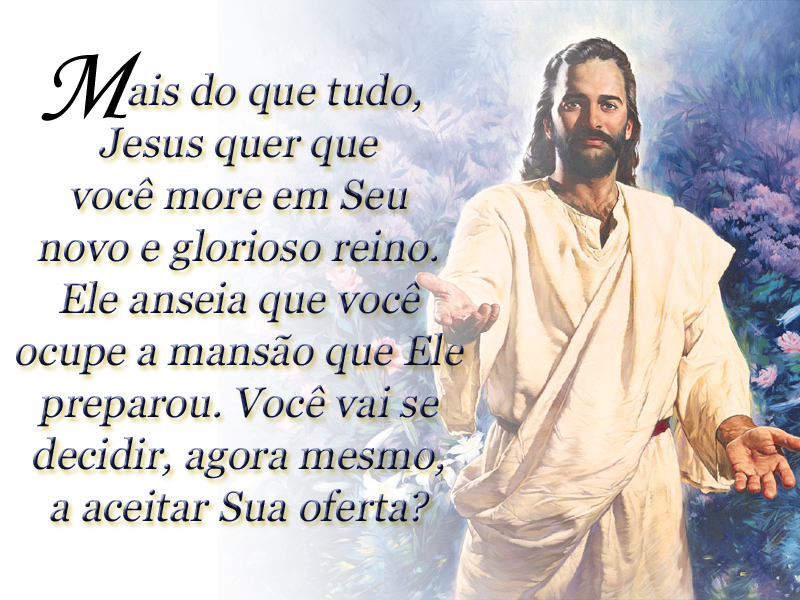 Mais do que tudo,
Jesus quer que
você more em Seu
novo e glorioso reino.
Ele anseia que você
ocupe a mansão que Ele
preparou. Você vai se
decidir, agora mesmo,
a aceitar Sua oferta?